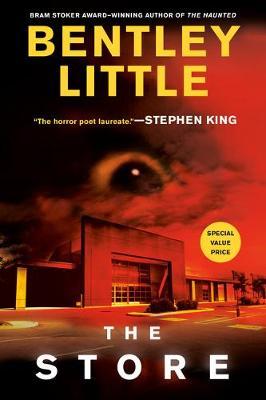 BRAM STOKER AWARD—WINNING AUTHOR OF THE HAUNTED
BENTLEY
LITTLE
"The horror poet laureate."—STEPHEN KING
SPECIAL
VALUE
PRICE
THE
STORE